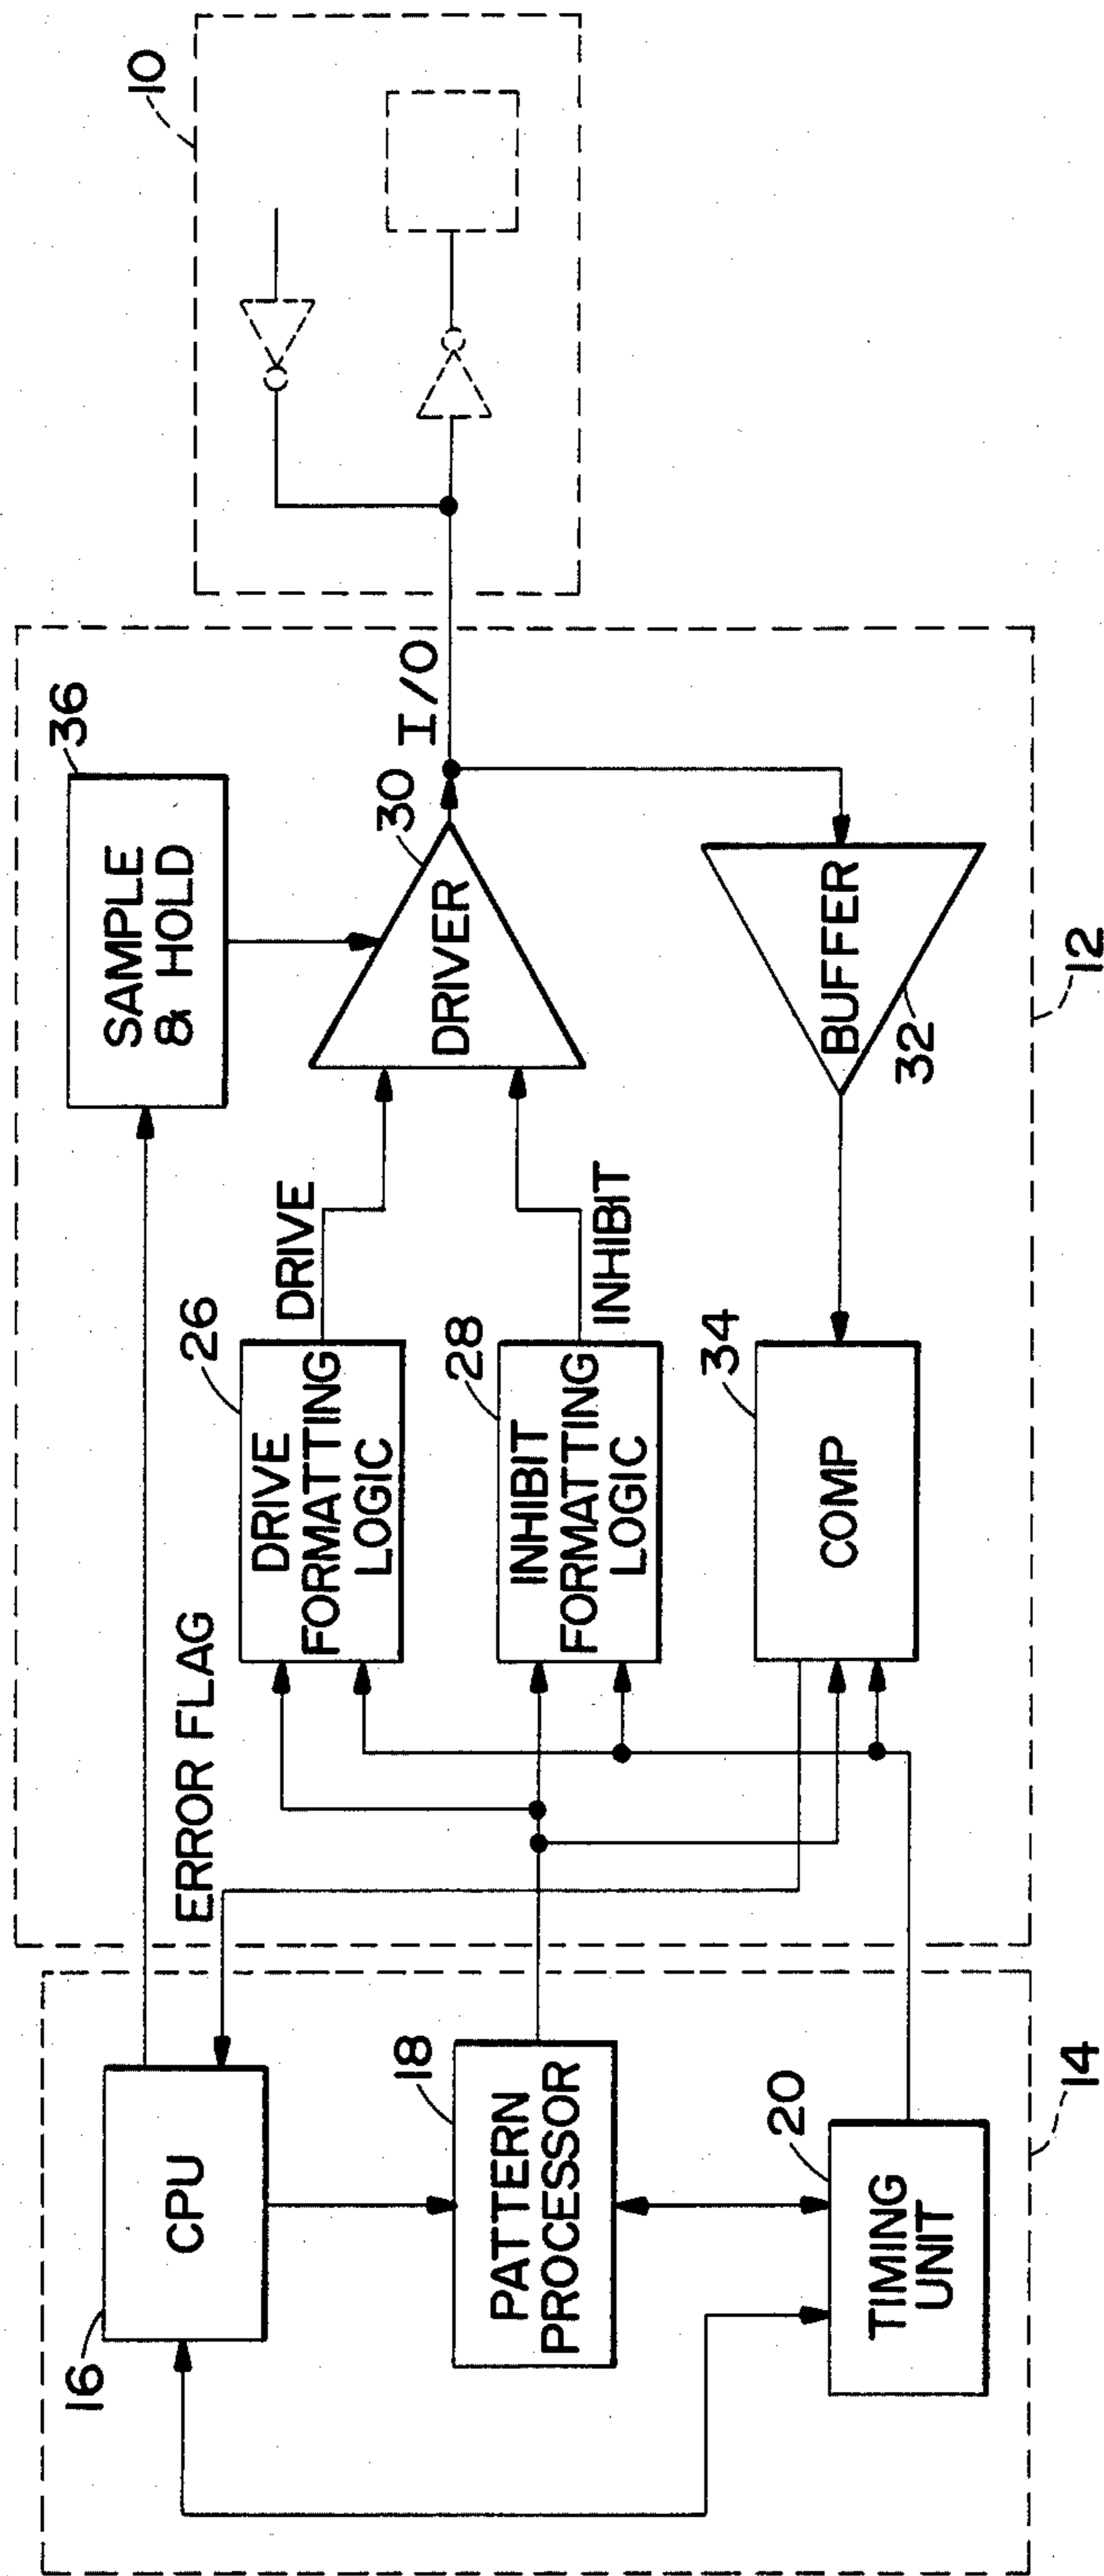 16
CPU
18
PATTERN
PROCESSOR
20
TIMING
UNIT
14
ERROR FLAG
26
DRIVE
FORMATTING
LOGIC
DRIVE
28
INHIBIT
FORMATTING
LOGIC
INHIBIT
34
COMP
36
SAMPLE
& HOLD
30
DRIVER
I/O
BUFFER
32
12
10